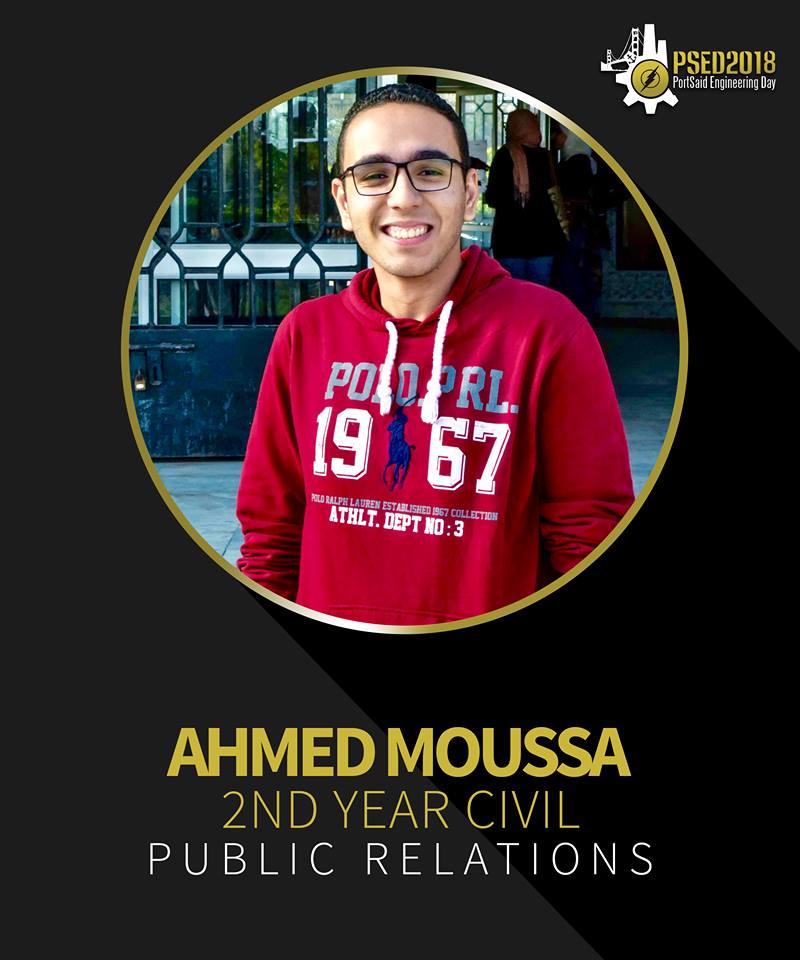 PSED2018
PortSaid Engineering Day
POLO.PRL.
19 67
POLO RALPH LAUREN ESTABLISHED 1967 COLLECTION
ATHLT. DEPT NO : 3
AHMED MOUSSA
2ND YEAR CIVIL
PUBLIC RELATIONS